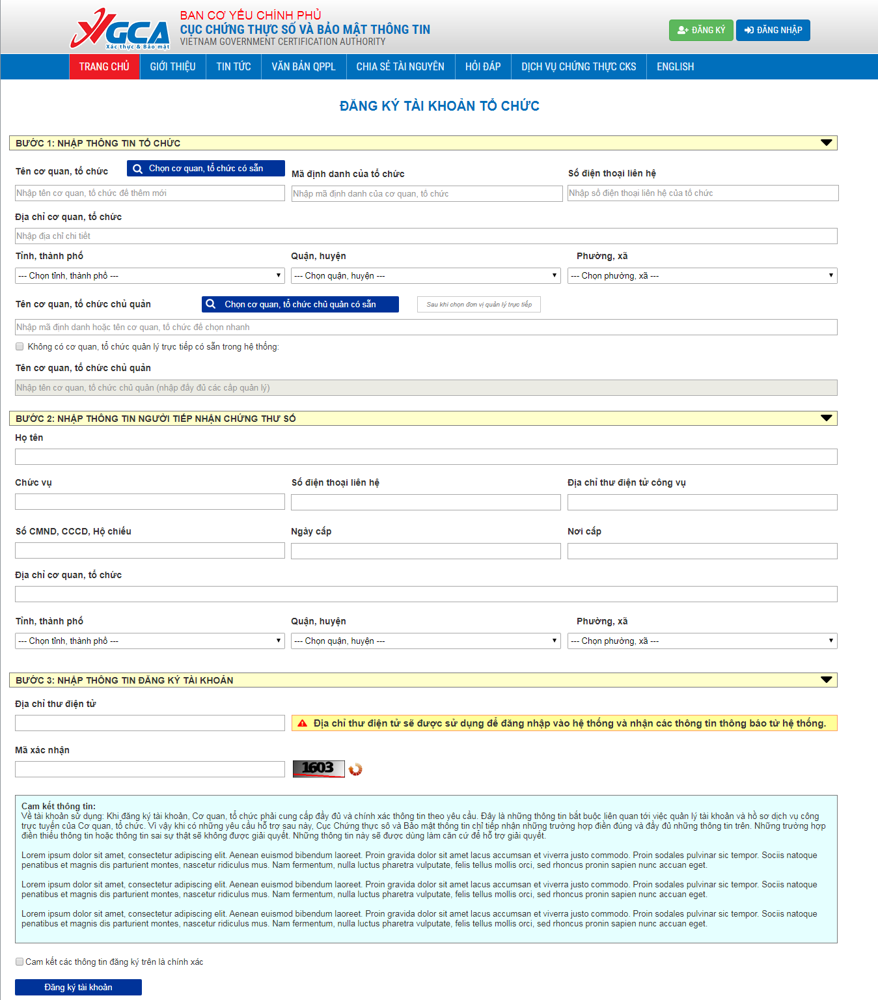 VGCA
Xác thực & Bảo mật
BAN CƠ YẾU CHÍNH PHỦ
CỤC CHỨNG THỰC SỐ VÀ BẢO MẬT THÔNG TIN
VIETNAM GOVERNMENT CERTIFICATION AUTHORITY
ĐĂNG KÝ ĐĂNG NHẬP
TRANG CHỦ GIỚI THIỆU TIN TỨC VĂN BẢN QPPL CHIA SẺ TÀI NGUYÊN HỎI ĐÁP DỊCH VỤ CHỨNG THỰC CKS ENGLISH
ĐĂNG KÝ TÀI KHOẢN TỔ CHỨC
BƯỚC 1: NHẬP THÔNG TIN TỔ CHỨC
Tên cơ quan, tổ chức Chọn cơ quan, tổ chức có sẵn Mã định danh của tổ chức Số điện thoại liên hệ
Nhập tên cơ quan, tổ chức để thêm mới Nhập mã định danh của cơ quan, tổ chức Nhập số điện thoại liên hệ của tổ chức
Địa chỉ cơ quan, tổ chức
Nhập địa chỉ chi tiết
Tỉnh, thành phố Quận, huyện Phường, xã
--- Chọn tỉnh, thành phố --- --- Chọn quận, huyện --- --- Chọn phường, xã ---
Tên cơ quan, tổ chức chủ quản Chọn cơ quan, tổ chức chủ quản có sẵn Sau khi chọn đơn vị quản lý trực tiếp
Nhập mã định danh hoặc tên cơ quan, tổ chức để chọn nhanh
Không có cơ quan, tổ chức quản lý trực tiếp có sẵn trong hệ thống:
Tên cơ quan, tổ chức chủ quản
Nhập tên cơ quan, tổ chức chủ quản (nhập đầy đủ các cấp quản lý)
BƯỚC 2: NHẬP THÔNG TIN NGƯỜI TIẾP NHẬN CHỨNG THƯ SỐ
Họ tên
Chức vụ Số điện thoại liên hệ Địa chỉ thư điện tử công vụ
Số CMND, CCCD, Hộ chiếu Ngày cấp Nơi cấp
Địa chỉ cơ quan, tổ chức
Tỉnh, thành phố Quận, huyện Phường, xã
--- Chọn tỉnh, thành phố --- --- Chọn quận, huyện --- --- Chọn phường, xã ---
BƯỚC 3: NHẬP THÔNG TIN ĐĂNG KÝ TÀI KHOẢN
Địa chỉ thư điện tử
Địa chỉ thư điện tử sẽ được sử dụng để đăng nhập vào hệ thống và nhận các thông tin thông báo từ hệ thống.
Mã xác nhận
1603
Cam kết thông tin:
Về tài khoản sử dụng: Khi đăng ký tài khoản, Cơ quan, tổ chức phải cung cấp đầy đủ và chính xác thông tin theo yêu cầu. Đây là những thông tin bắt buộc liên quan tới việc quản lý tài khoản và hồ sơ dịch vụ công
trực tuyến của Cơ quan, tổ chức. Vì vậy khi có những yêu cầu hỗ trợ sau này, Cục Chứng thực số và Bảo mật thông tin chỉ tiếp nhận những trường hợp điền đúng và đầy đủ những thông tin trên. Những trường hợp
điền thiếu thông tin hoặc thông tin sai sự thật sẽ không được giải quyết. Những thông tin này sẽ được dùng làm căn cứ để hỗ trợ giải quyết.
Lorem ipsum dolor sit amet, consectetur adipiscing elit. Aenean euismod bibendum laoreet. Proin gravida dolor sit amet lacus accumsan et viverra justo commodo. Proin sodales pulvinar sic tempor. Sociis natoque
penatibus et magnis dis parturient montes, nascetur ridiculus mus. Nam fermentum, nulla luctus pharetra vulputate, felis tellus mollis orci, sed rhoncus pronin sapien nunc accuan eget.
Lorem ipsum dolor sit amet, consectetur adipiscing elit. Aenean euismod bibendum laoreet. Proin gravida dolor sit amet lacus accumsan et viverra justo commodo. Proin sodales pulvinar sic tempor. Sociis natoque
penatibus et magnis dis parturient montes, nascetur ridiculus mus. Nam fermentum, nulla luctus pharetra vulputate, felis tellus mollis orci, sed rhoncus pronin sapien nunc accuan eget.
Lorem ipsum dolor sit amet, consectetur adipiscing elit. Aenean euismod bibendum laoreet. Proin gravida dolor sit amet lacus accumsan et viverra justo commodo. Proin sodales pulvinar sic tempor. Sociis natoque
penatibus et magnis dis parturient montes, nascetur ridiculus mus. Nam fermentum, nulla luctus pharetra vulputate, felis tellus mollis orci, sed rhoncus pronin sapien nunc accuan eget.
Cam kết các thông tin đăng ký trên là chính xác
Đăng ký tài khoản